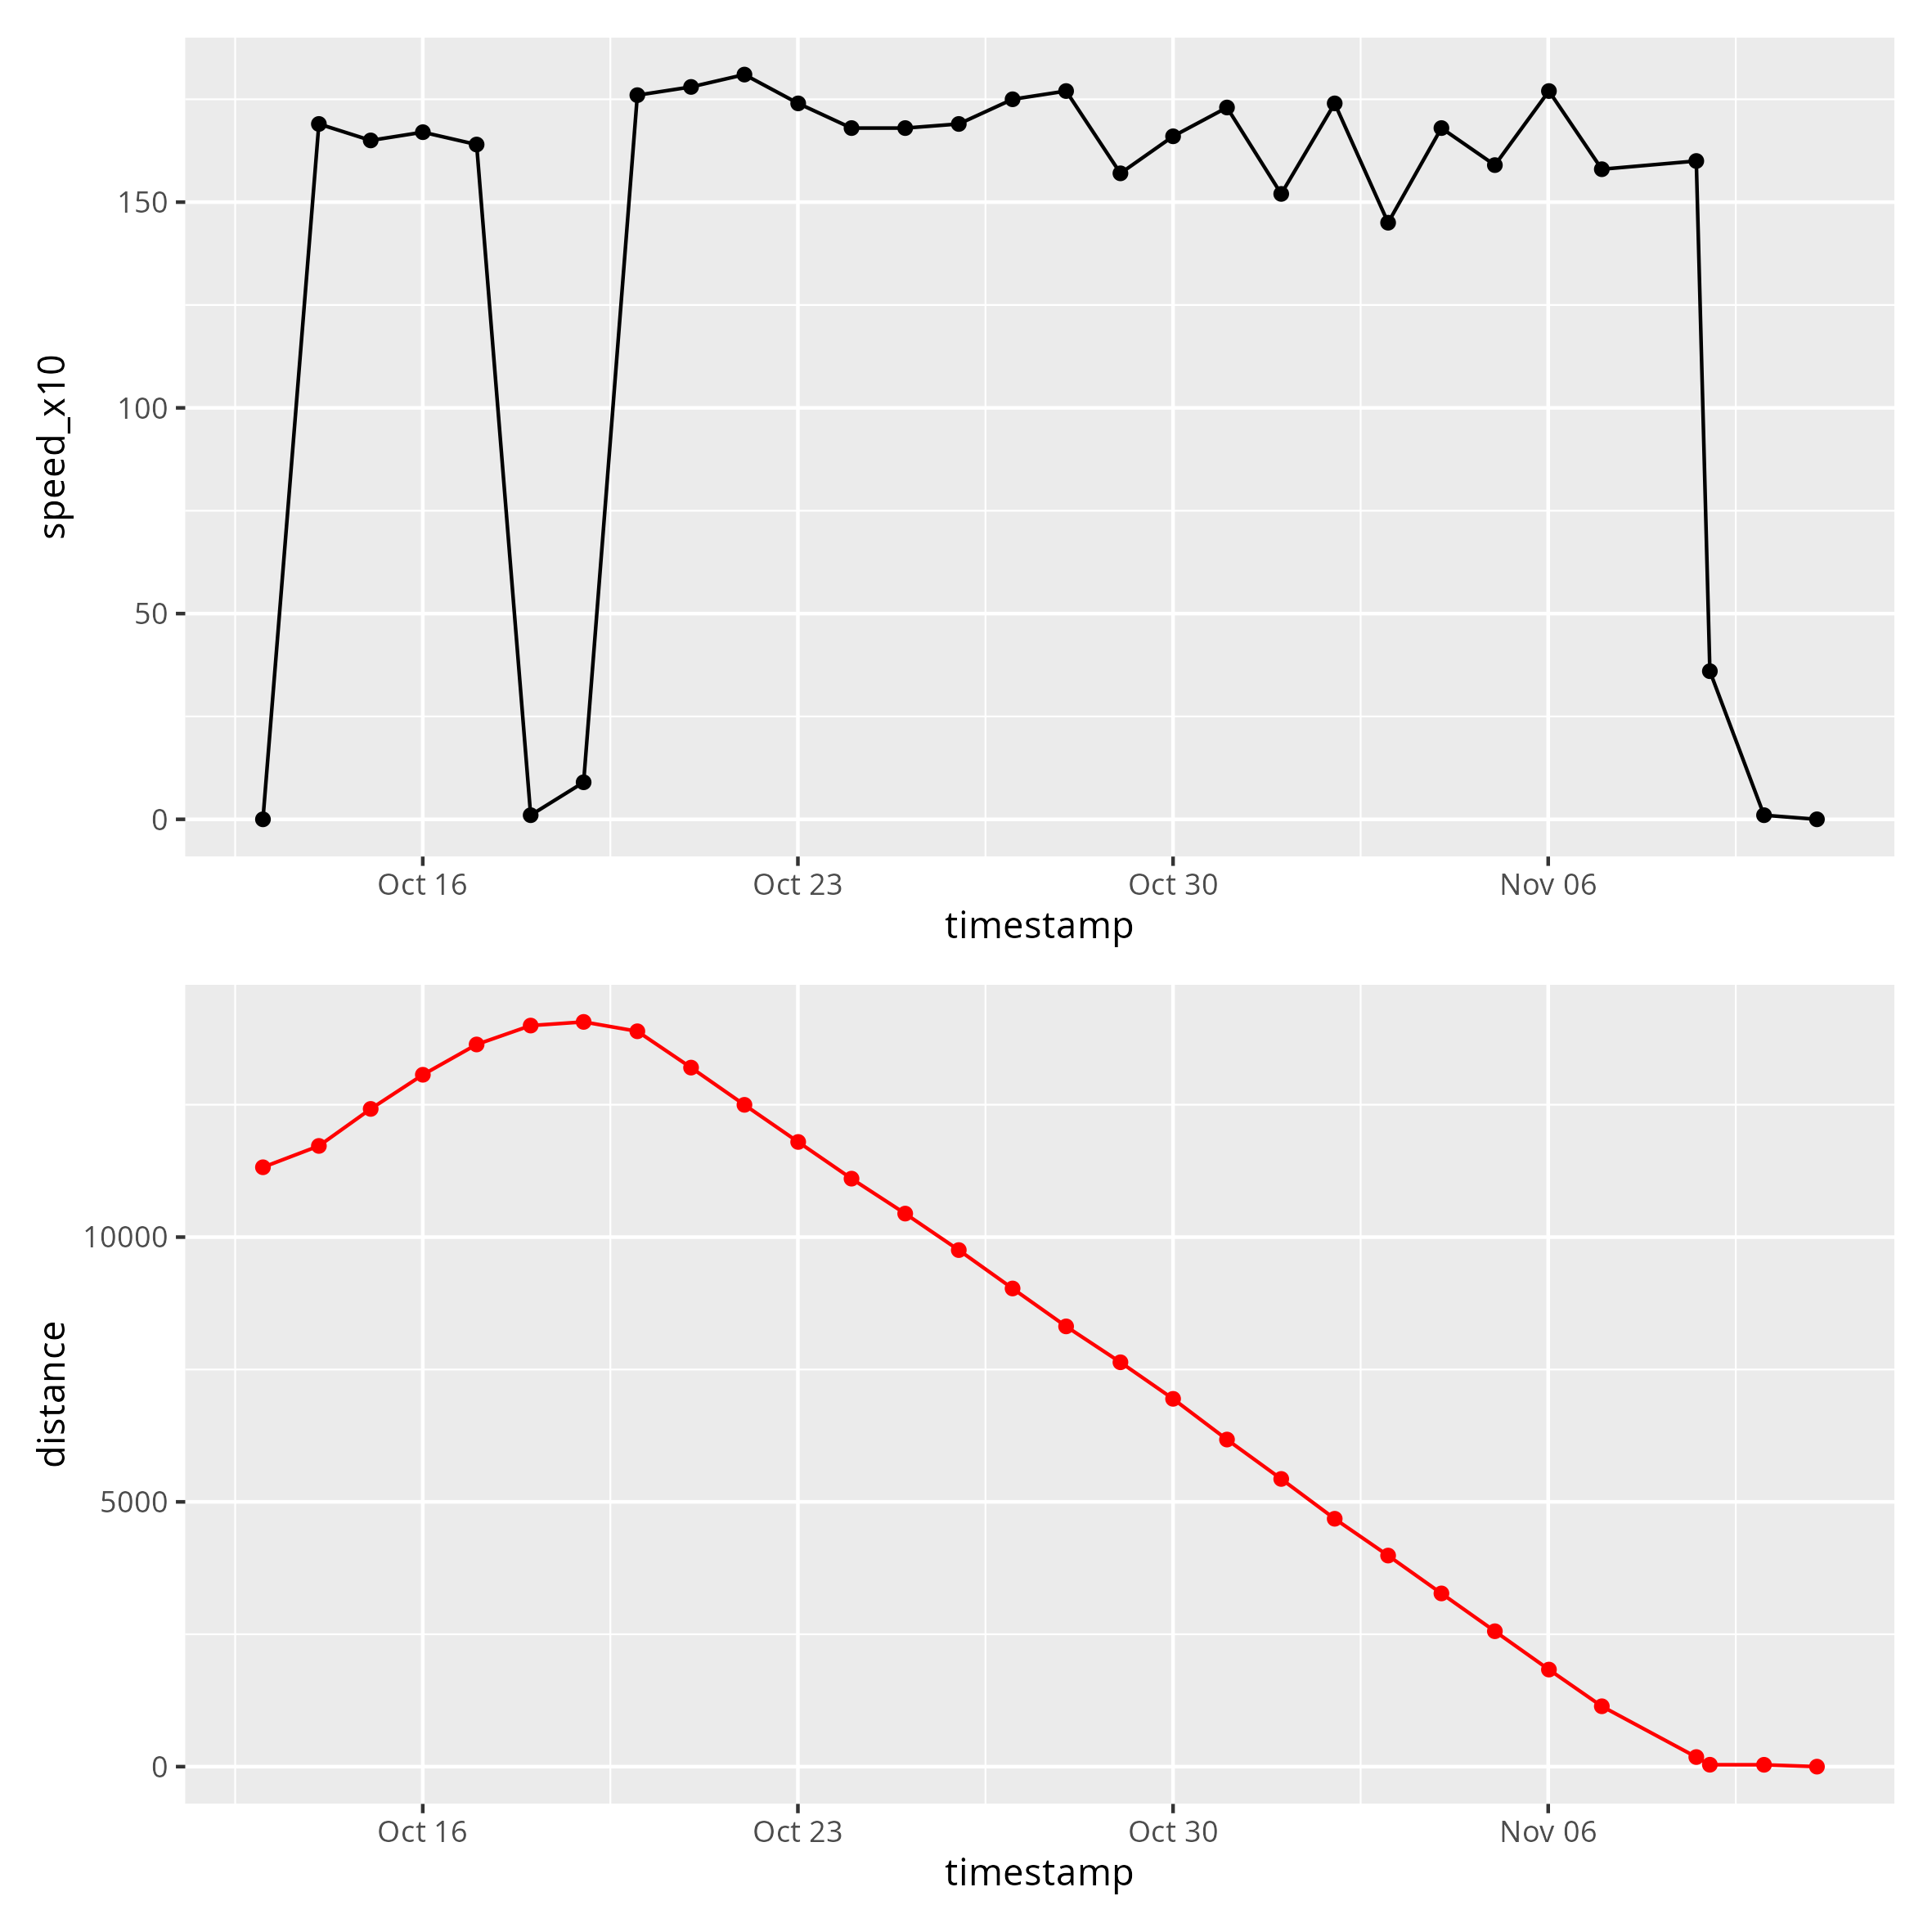 speed_x10
150
100
50
0
Oct 16 Oct 23 Oct 30 Nov 06
timestamp
distance
10000
5000
0
Oct 16 Oct 23 Oct 30 Nov 06
timestamp